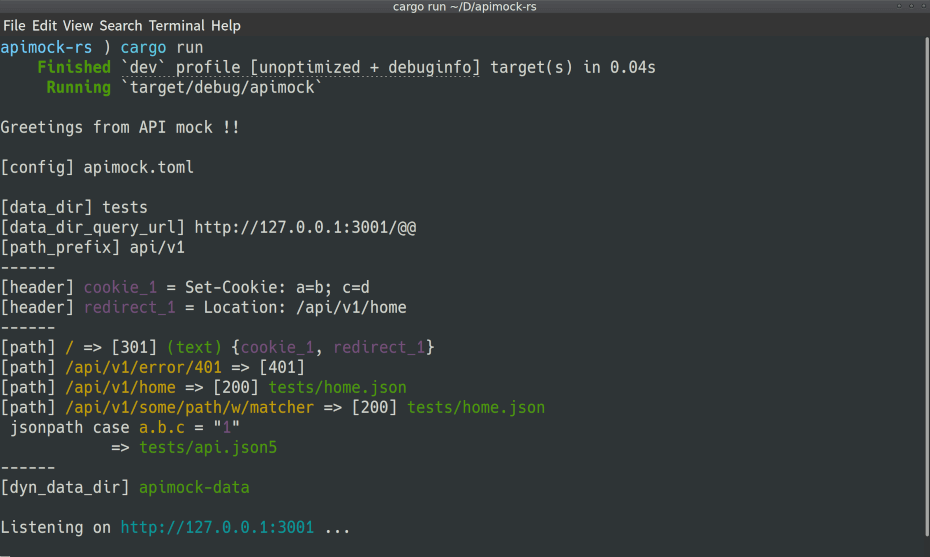 cargo run ~/D/apimock-rs
File Edit View Search Terminal Help
apimock-rs ) cargo run
Finished `dev` profile [unoptimized + debuginfo] target(s) in 0.04s
Running `target/debug/apimock`
Greetings from API mock !!
[config] apimock.toml
[data_dir] tests
[data_dir_query_url] http://127.0.0.1:3001/@@
[path_prefix] api/v1
------
[header] cookie_1 = Set-Cookie: a=b; c=d
[header] redirect_1 = Location: /api/v1/home
------
[path] / => [301] (text) {cookie_1, redirect_1}
[path] /api/v1/error/401 => [401]
[path] /api/v1/home => [200] tests/home.json
[path] /api/v1/some/path/w/matcher => [200] tests/home.json
jsonpath case a.b.c = "1"
=> tests/api.json5
------
[dyn_data_dir] apimock-data
Listening on http://127.0.0.1:3001 ...